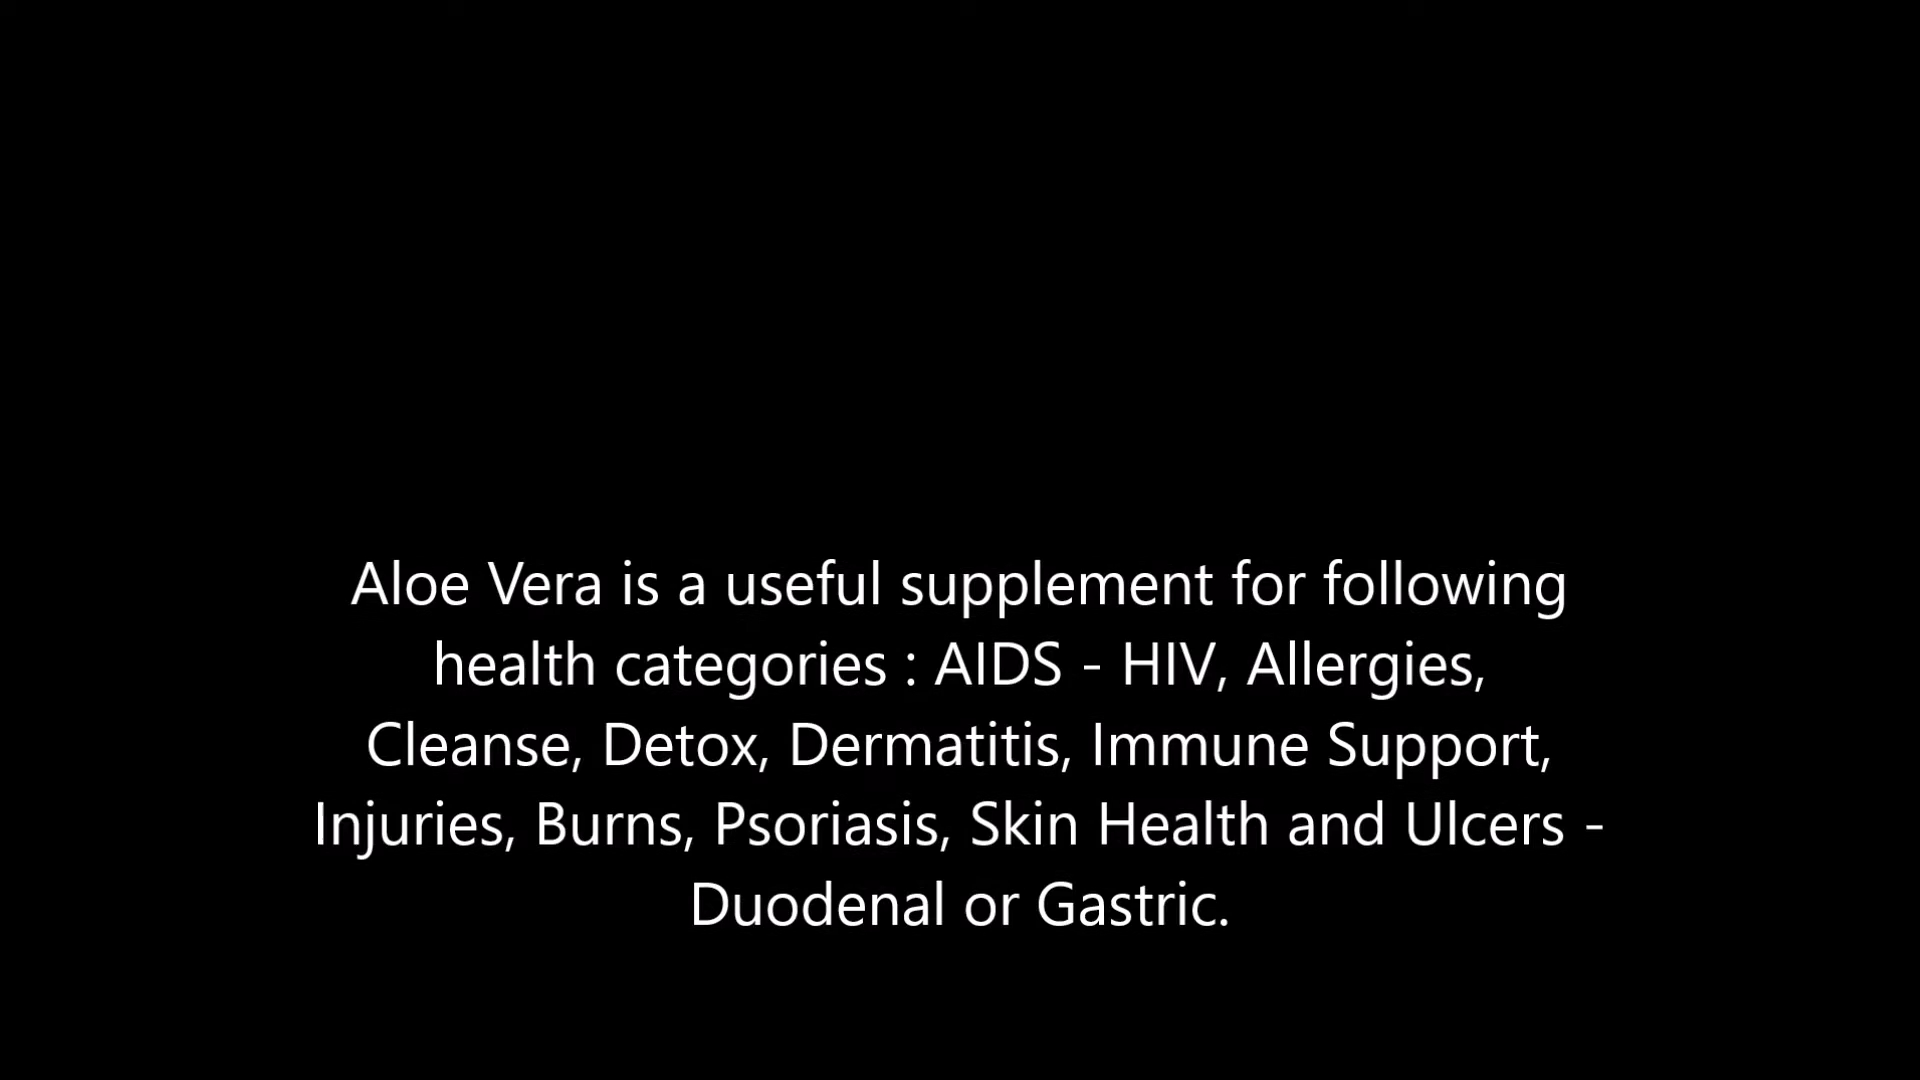 Aloe Vera is a useful supplement for following
health categories : AIDS - HIV, Allergies,
Cleanse, Detox, Dermatitis, Immune Support,
Injuries, Burns, Psoriasis, Skin Health and Ulcers -
Duodenal or Gastric.